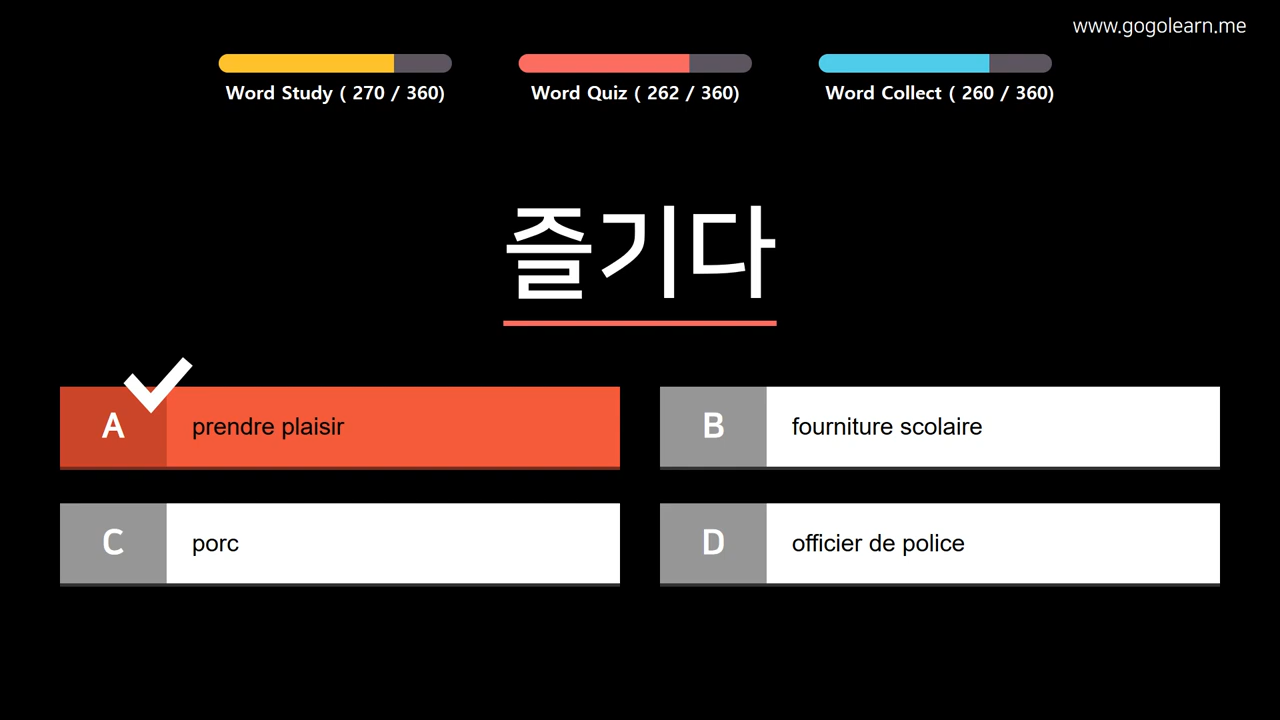 www.gogolearn.me
Word Study ( 270 / 360)
Word Quiz ( 262 / 360)
Word Collect ( 260 / 360)
즐기다
A prendre plaisir
B fourniture scolaire
C porc
D officier de police